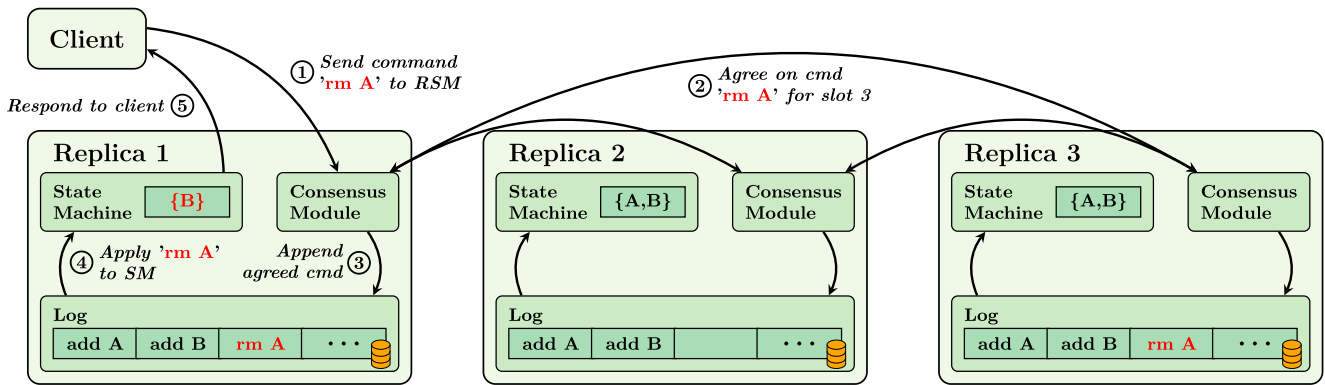 Client
① Send command
'rm A' to RSM
② Agree on cmd
'rm A' for slot 3
Respond to client ⑤
Replica 1
State
Machine
{B}
Consensus
Module
④ Apply 'rm A'
to SM
Append
agreed cmd ③
Log
add A add B rm A ···
Replica 2
State
Machine
{A,B}
Consensus
Module
Log
add A add B ···
Replica 3
State
Machine
{A,B}
Consensus
Module
Log
add A add B rm A ···